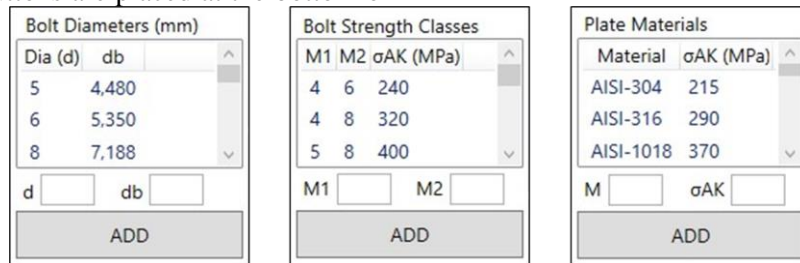 Bolt Diameters (mm)
Dia (d) db
5 4,480
6 5,350
8 7,188
d db
ADD
Bolt Strength Classes
M1 M2 σAK (MPa)
4 6 240
4 8 320
5 8 400
M1 M2
ADD
Plate Materials
Material σAK (MPa)
AISI-304 215
AISI-316 290
AISI-1018 370
M σAK
ADD